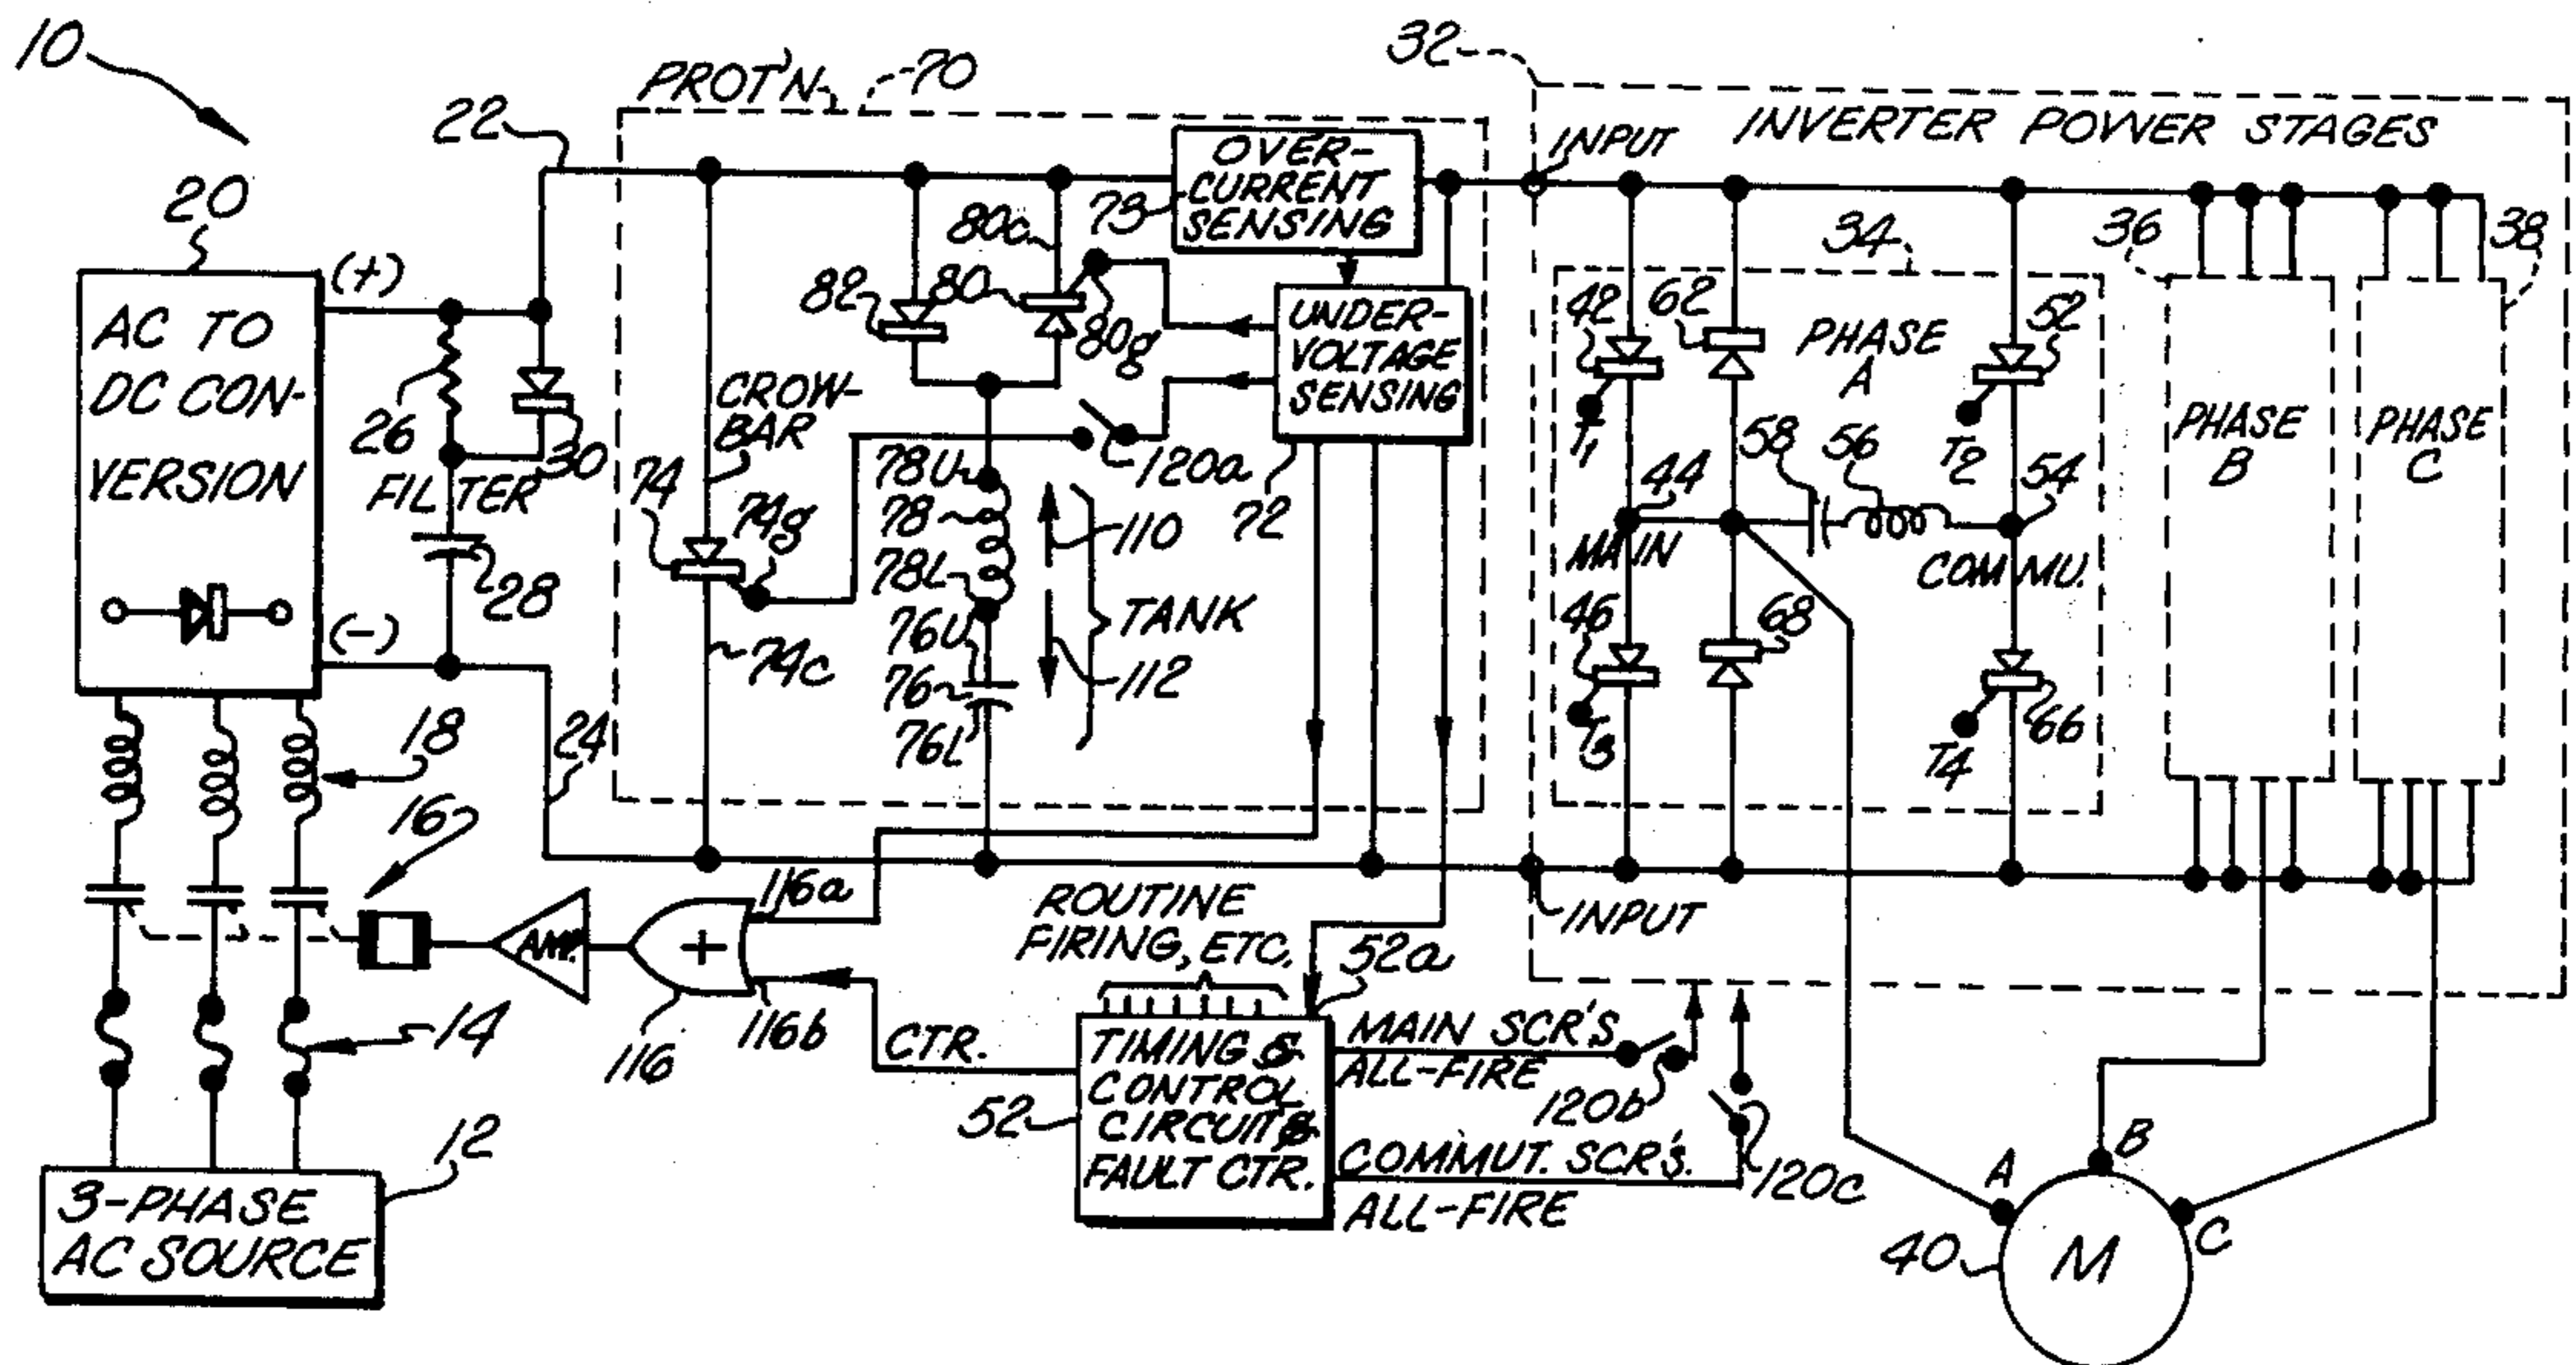 10
PROT'N
70
32
22
INPUT
INVERTER POWER STAGES
OVER-
CURRENT
SENSING
73
20
(+)
AC TO
DC CON-
VERSION
(-)
26
30
FILTER
28
80c
82
80
80g
UNDER-
VOLTAGE
SENSING
72
CROW-
BAR
74
74g
74c
120a
78U
78
78L
76U
76
76L
110
112
TANK
34
36
38
42
62
52
PHASE
A
T1
T2
58
56
44
54
MAIN
COMMU.
46
68
66
T3
T4
PHASE
B
PHASE
C
18
24
16
14
12
3-PHASE
AC SOURCE
AMP.
+
116a
116b
116
CTR.
ROUTINE
FIRING, ETC.
52a
INPUT
TIMING &
CONTROL
CIRCUIT &
FAULT CTR.
52
MAIN SCR'S
ALL-FIRE
120b
COMMUT. SCR'S.
ALL-FIRE
120c
A
B
C
40
M